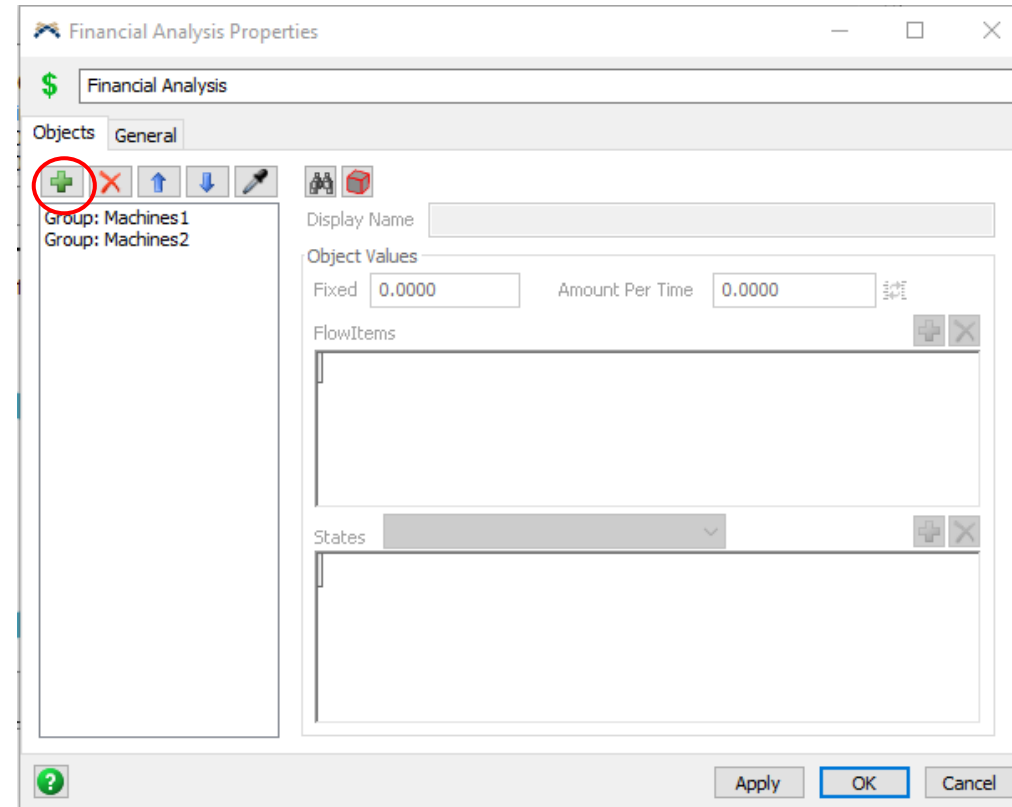 Financial Analysis Properties
Financial Analysis
Objects General
Group: Machines1
Group: Machines2
Display Name
Object Values
Fixed 0.0000 Amount Per Time 0.0000
FlowItems
States
Apply OK Cancel